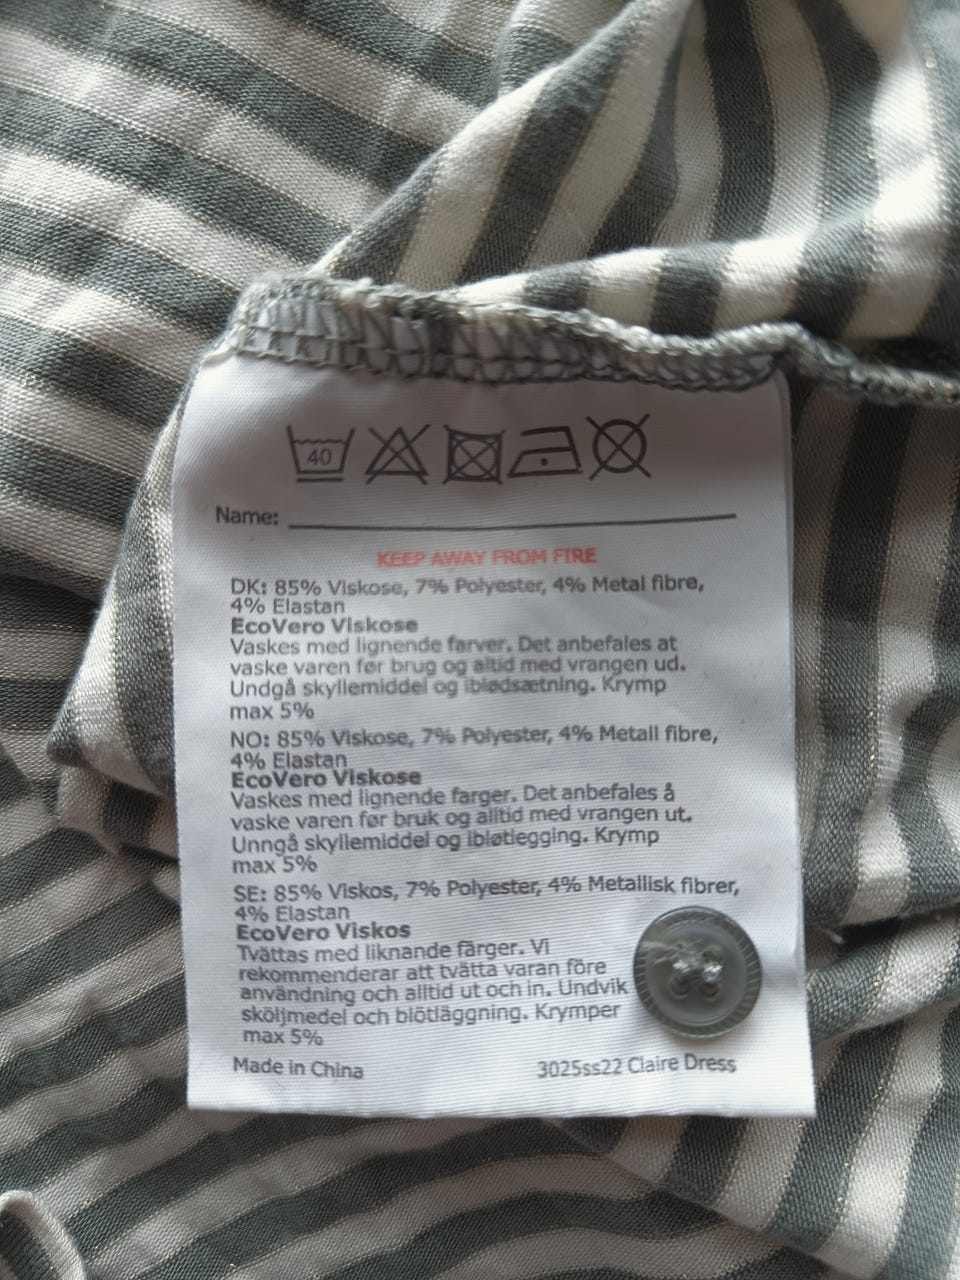 40
Name:
KEEP AWAY FROM FIRE
DK: 85% Viskose, 7% Polyester, 4% Metal fibre,
4% Elastan
EcoVero Viskose
Vaskes med lignende farver. Det anbefales at
vaske varen før brug og altid med vrangen ud.
Undgå skyllemiddel og iblødsætning. Krymp
max 5%
NO: 85% Viskose, 7% Polyester, 4% Metall fibre,
4% Elastan
EcoVero Viskose
Vaskes med lignende farger. Det anbefales å
vaske varen før bruk og alltid med vrangen ut.
Unngå skyllemiddel og ibløtlegging. Krymp
max 5%
SE: 85% Viskos, 7% Polyester, 4% Metallisk fibrer,
4% Elastan
EcoVero Viskos
Tvättas med liknande färger. Vi
rekommenderar att tvätta varan före
användning och alltid ut och in. Undvik
sköljmedel och blötläggning. Krymper
max 5%
Made in China
3025ss22 Claire Dress